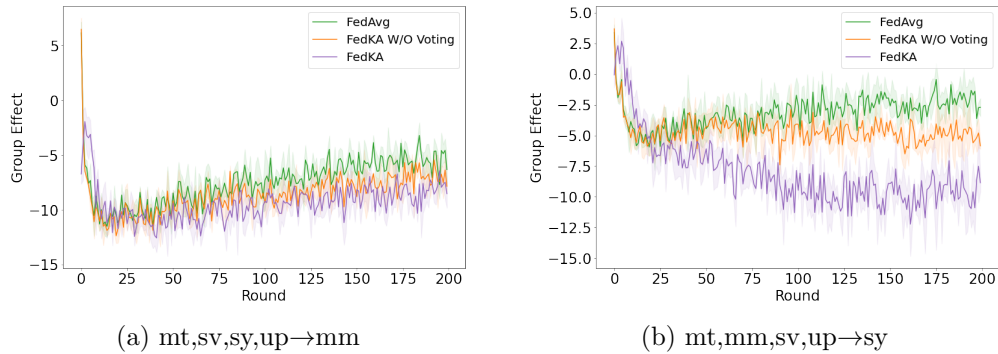 FedAvg
FedKA W/O Voting
FedKA
Group Effect
5
0
−5
−10
−15
0 25 50 75 100 125 150 175 200
Round
(a) mt,sv,sy,up→mm
FedAvg
FedKA W/O Voting
FedKA
Group Effect
5.0
2.5
0.0
−2.5
−5.0
−7.5
−10.0
−12.5
−15.0
0 25 50 75 100 125 150 175 200
Round
(b) mt,mm,sv,up→sy